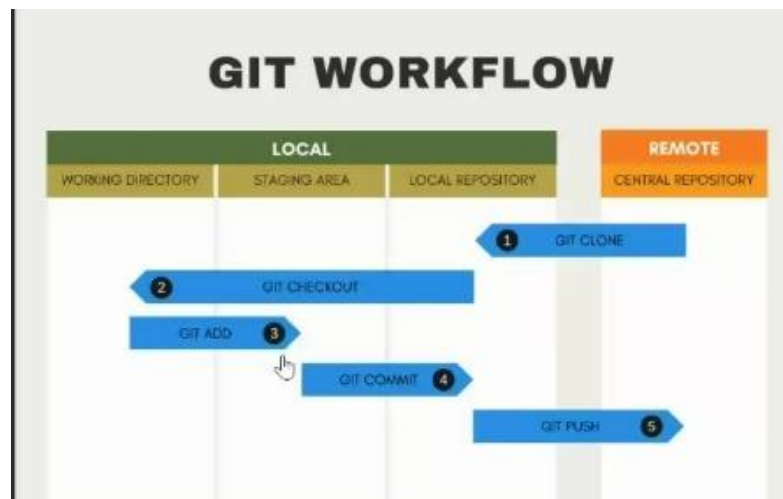 GIT WORKFLOW
LOCAL REMOTE
WORKING DIRECTORY STAGING AREA LOCAL REPOSITORY CENTRAL REPOSITORY
1 GIT CLONE
2 GIT CHECKOUT
GIT ADD 3
GIT COMMIT 4
GIT PUSH 5